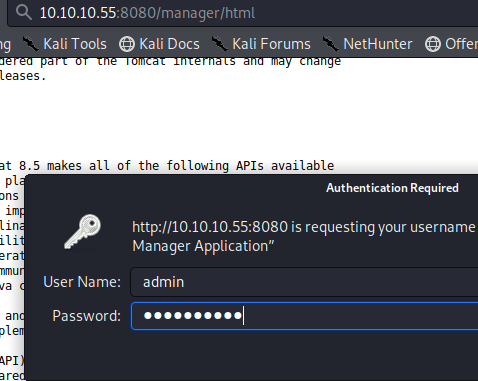 10.10.10.55:8080/manager/html
Kali Tools Kali Docs Kali Forums NetHunter Offen
dered part of the Tomcat internals and may change
leases.
at 8.5 makes all of the following APIs available
Authentication Required
http://10.10.10.55:8080 is requesting your username
Manager Application”
User Name: admin
Password: ●●●●●●●●●●